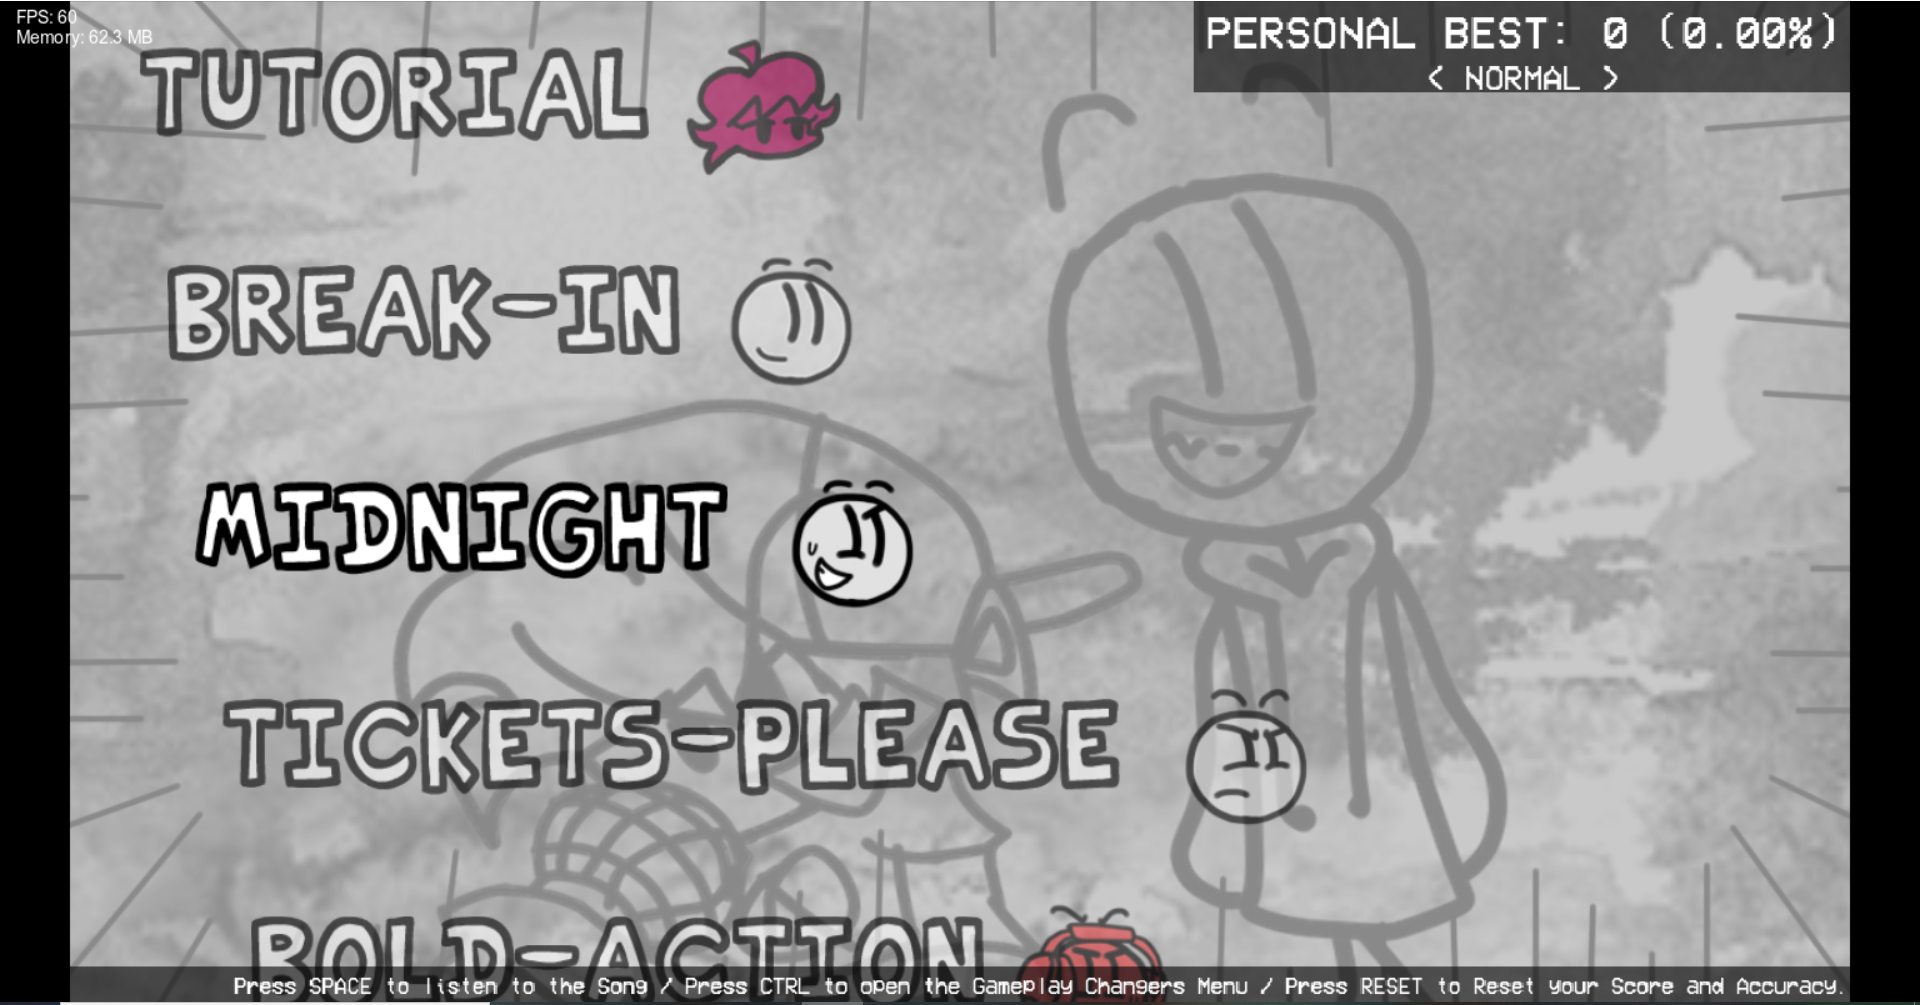 FPS: 60
Memory: 62.3 MB
PERSONAL BEST: 0 (0.00%)
< NORMAL >
TUTORIAL
BREAK-IN
MIDNIGHT
TICKETS-PLEASE
BOLD-ACTION
Press SPACE to listen to the Song / Press CTRL to open the Gameplay Changers Menu / Press RESET to Reset your Score and Accuracy.